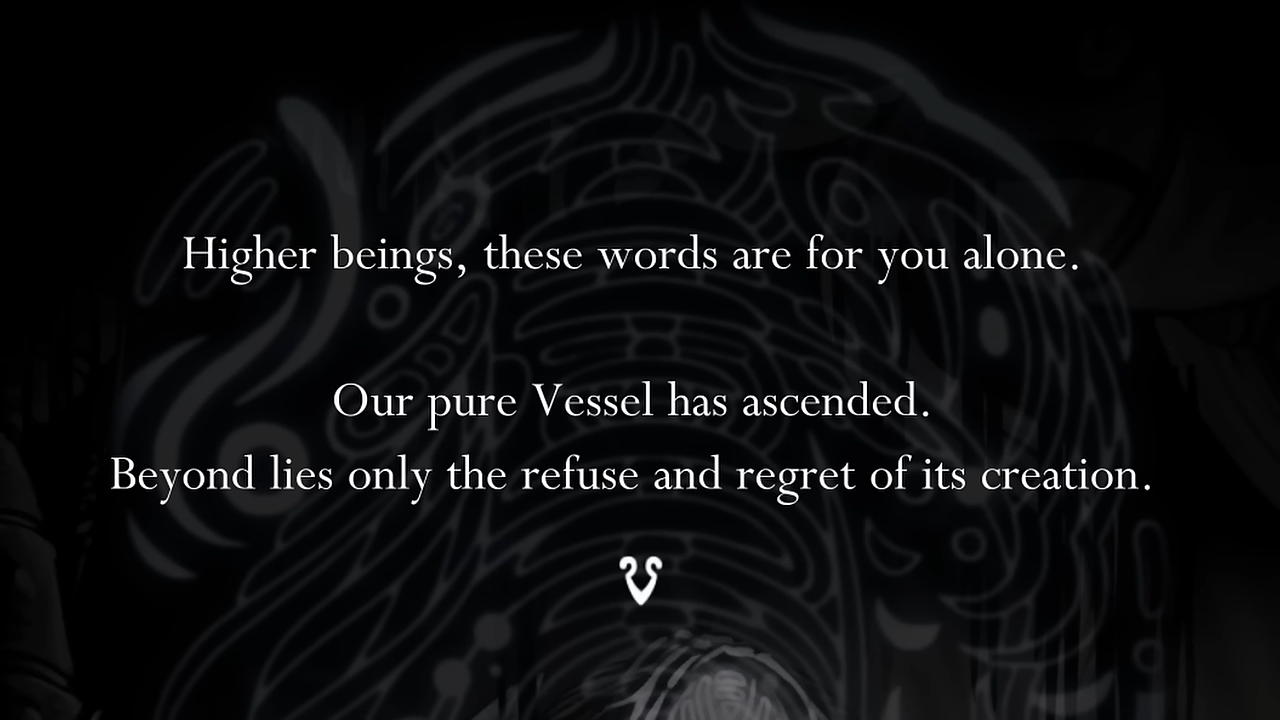 Higher beings, these words are for you alone.
Our pure Vessel has ascended.
Beyond lies only the refuse and regret of its creation.